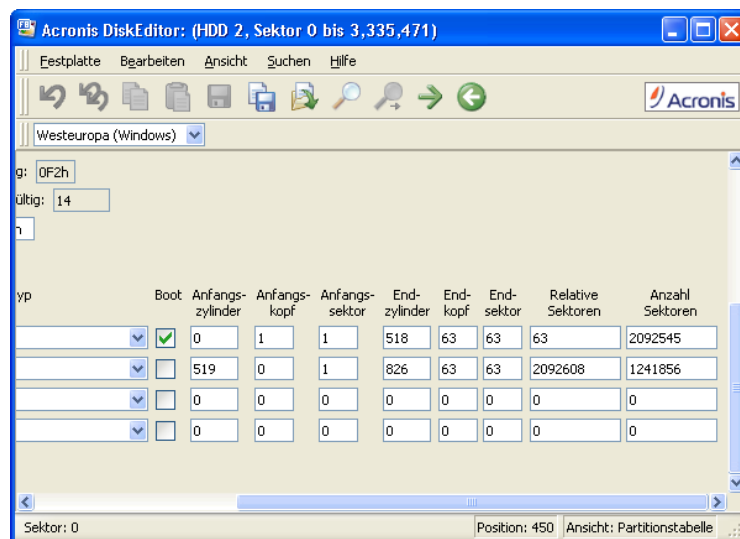 Acronis DiskEditor: (HDD 2, Sektor 0 bis 3,335,471)
Festplatte Bearbeiten Ansicht Suchen Hilfe
Acronis
Westeuropa (Windows)
g: 0F2h
ültig: 14
n
yp Boot Anfangs-zylinder Anfangs-kopf Anfangs-sektor End-zylinder End-kopf End-sektor Relative Sektoren Anzahl Sektoren
0 1 1 518 63 63 63 2092545
519 0 1 826 63 63 2092608 1241856
0 0 0 0 0 0 0 0
0 0 0 0 0 0 0 0
Sektor: 0 Position: 450 Ansicht: Partitionstabelle